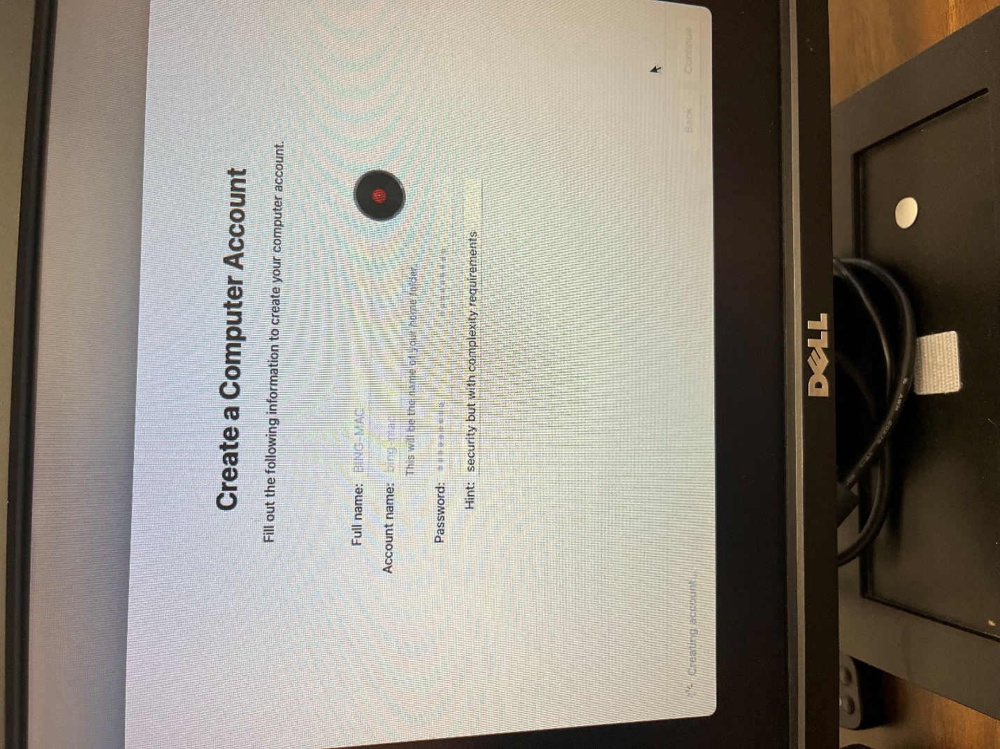 Create a Computer Account
Fill out the following information to create your computer account.
Full name: BING-MAC
Account name:
This will be the name of your home folder.
Password:
Hint: security but with complexity requirements
Creating account...
Back
Continue
DELL